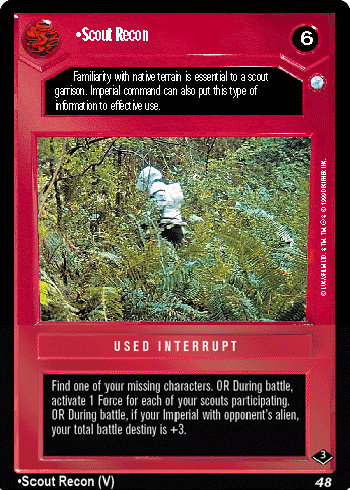 •Scout Recon
6
Familiarity with native terrain is essential to a scout
garrison. Imperial command can also put this type of
information to effective use.
USED INTERRUPT
Find one of your missing characters. OR During battle,
activate 1 Force for each of your scouts participating.
OR During battle, if your Imperial with opponent's alien,
your total battle destiny is +3.
3
•Scout Recon (V)
48